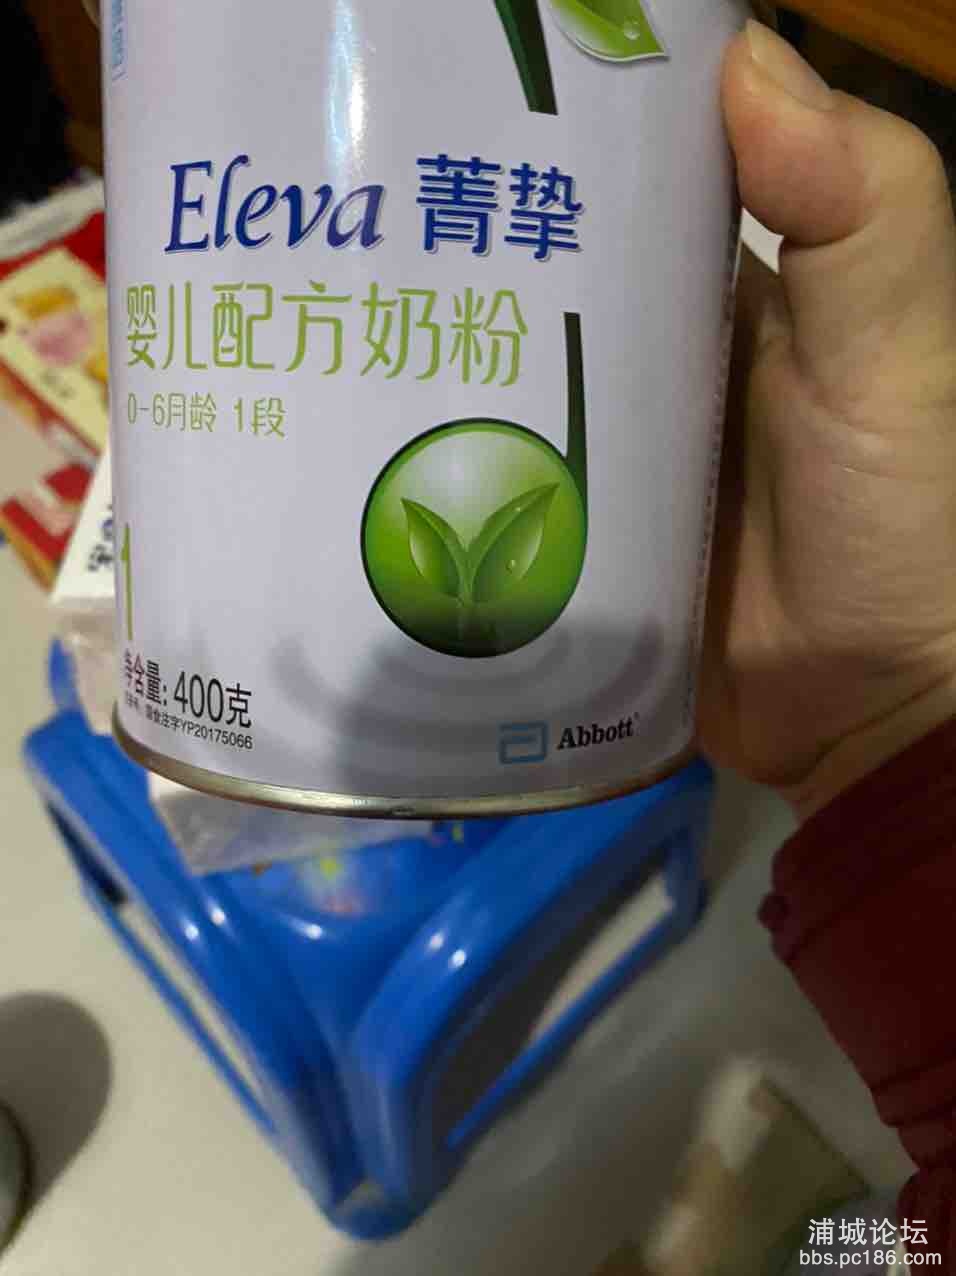 Eleva 菁挚
婴儿配方奶粉
0-6月龄 1段
1
净含量: 400克
国食注字YP20175066
Abbott
浦城论坛
bbs.pc186.com